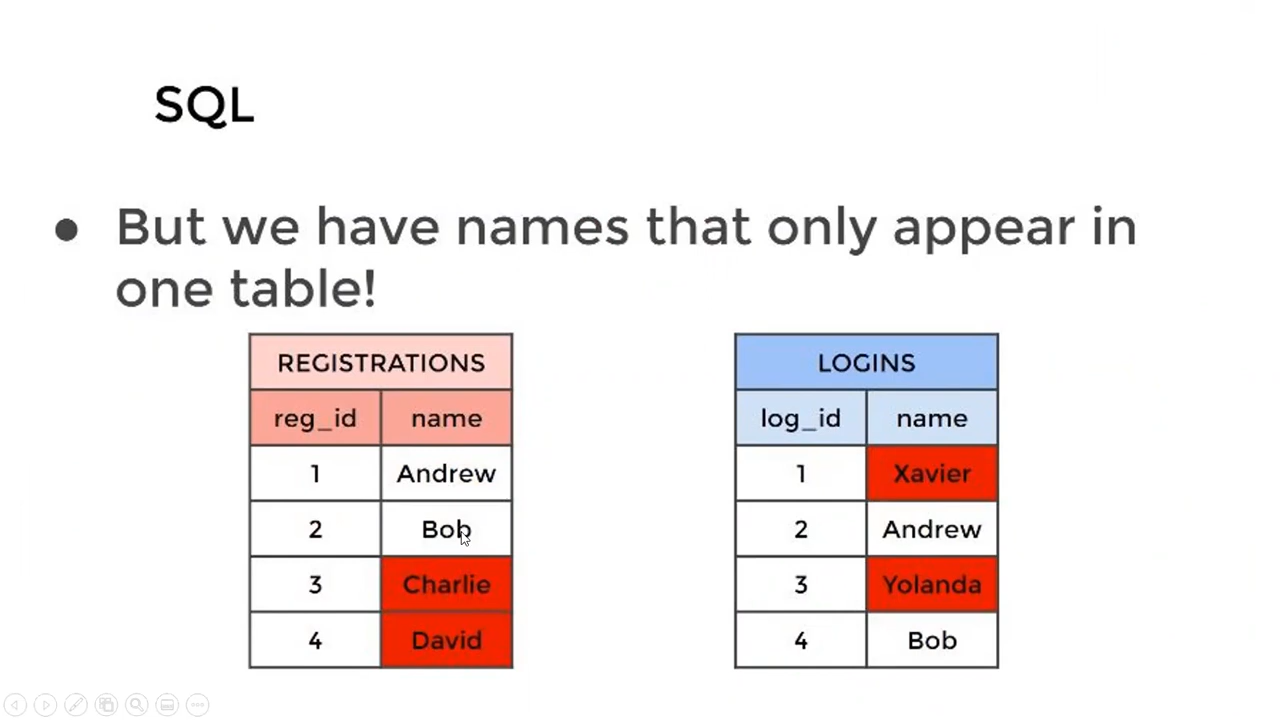 SQL
● But we have names that only appear in
one table!
REGISTRATIONS
reg_id name
1 Andrew
2 Bob
3 Charlie
4 David
LOGINS
log_id name
1 Xavier
2 Andrew
3 Yolanda
4 Bob